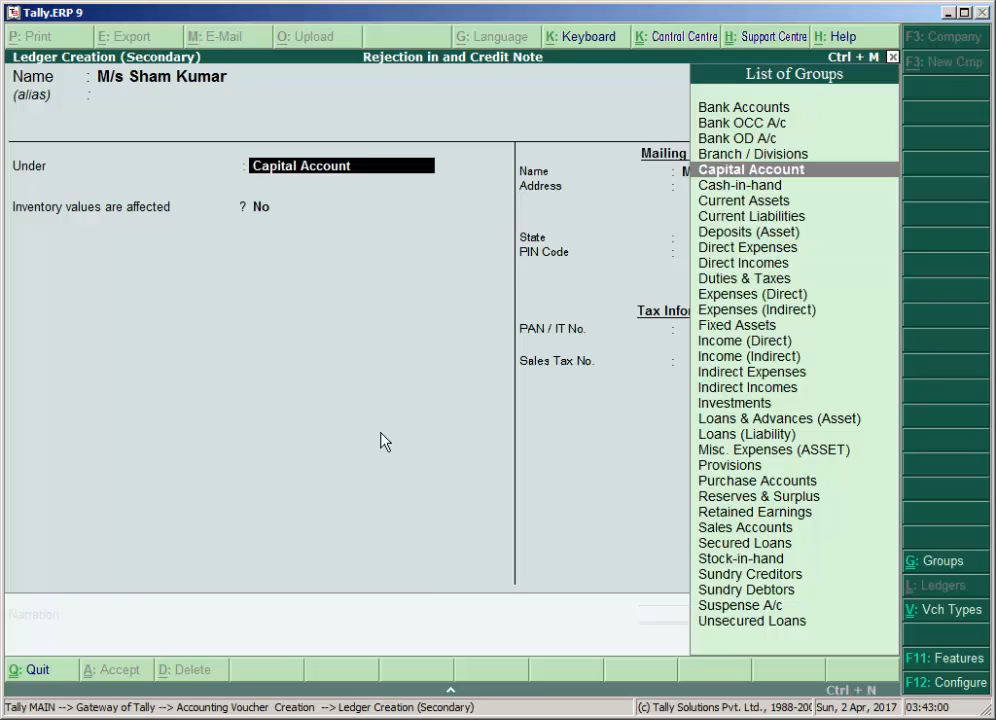 Tally.ERP 9
P: Print E: Export M: E-Mail O: Upload G: Language K: Keyboard K: Control Centre H: Support Centre H: Help F3: Company
Ledger Creation (Secondary) Rejection in and Credit Note Ctrl + M
F3: New Cmp
Name : M/s Sham Kumar
(alias) :
List of Groups
Bank Accounts
Bank OCC A/c
Bank OD A/c
Branch / Divisions
Capital Account
Cash-in-hand
Current Assets
Current Liabilities
Deposits (Asset)
Direct Expenses
Direct Incomes
Duties & Taxes
Expenses (Direct)
Expenses (Indirect)
Fixed Assets
Income (Direct)
Income (Indirect)
Indirect Expenses
Indirect Incomes
Investments
Loans & Advances (Asset)
Loans (Liability)
Misc. Expenses (ASSET)
Provisions
Purchase Accounts
Reserves & Surplus
Retained Earnings
Sales Accounts
Secured Loans
Stock-in-hand
Sundry Creditors
Sundry Debtors
Suspense A/c
Unsecured Loans
Under : Capital Account
Inventory values are affected ? No
Mailing
Name : M
Address :
State :
PIN Code :
Tax Infor
PAN / IT No. :
Sales Tax No. :
Narration:
G: Groups
L: Ledgers
V: Vch Types
F11: Features
F12: Configure
Q: Quit A: Accept D: Delete
Ctrl + N
Tally MAIN --> Gateway of Tally --> Accounting Voucher Creation --> Ledger Creation (Secondary) (c) Tally Solutions Pvt. Ltd., 1988-200 Sun, 2 Apr, 2017 03:43:00